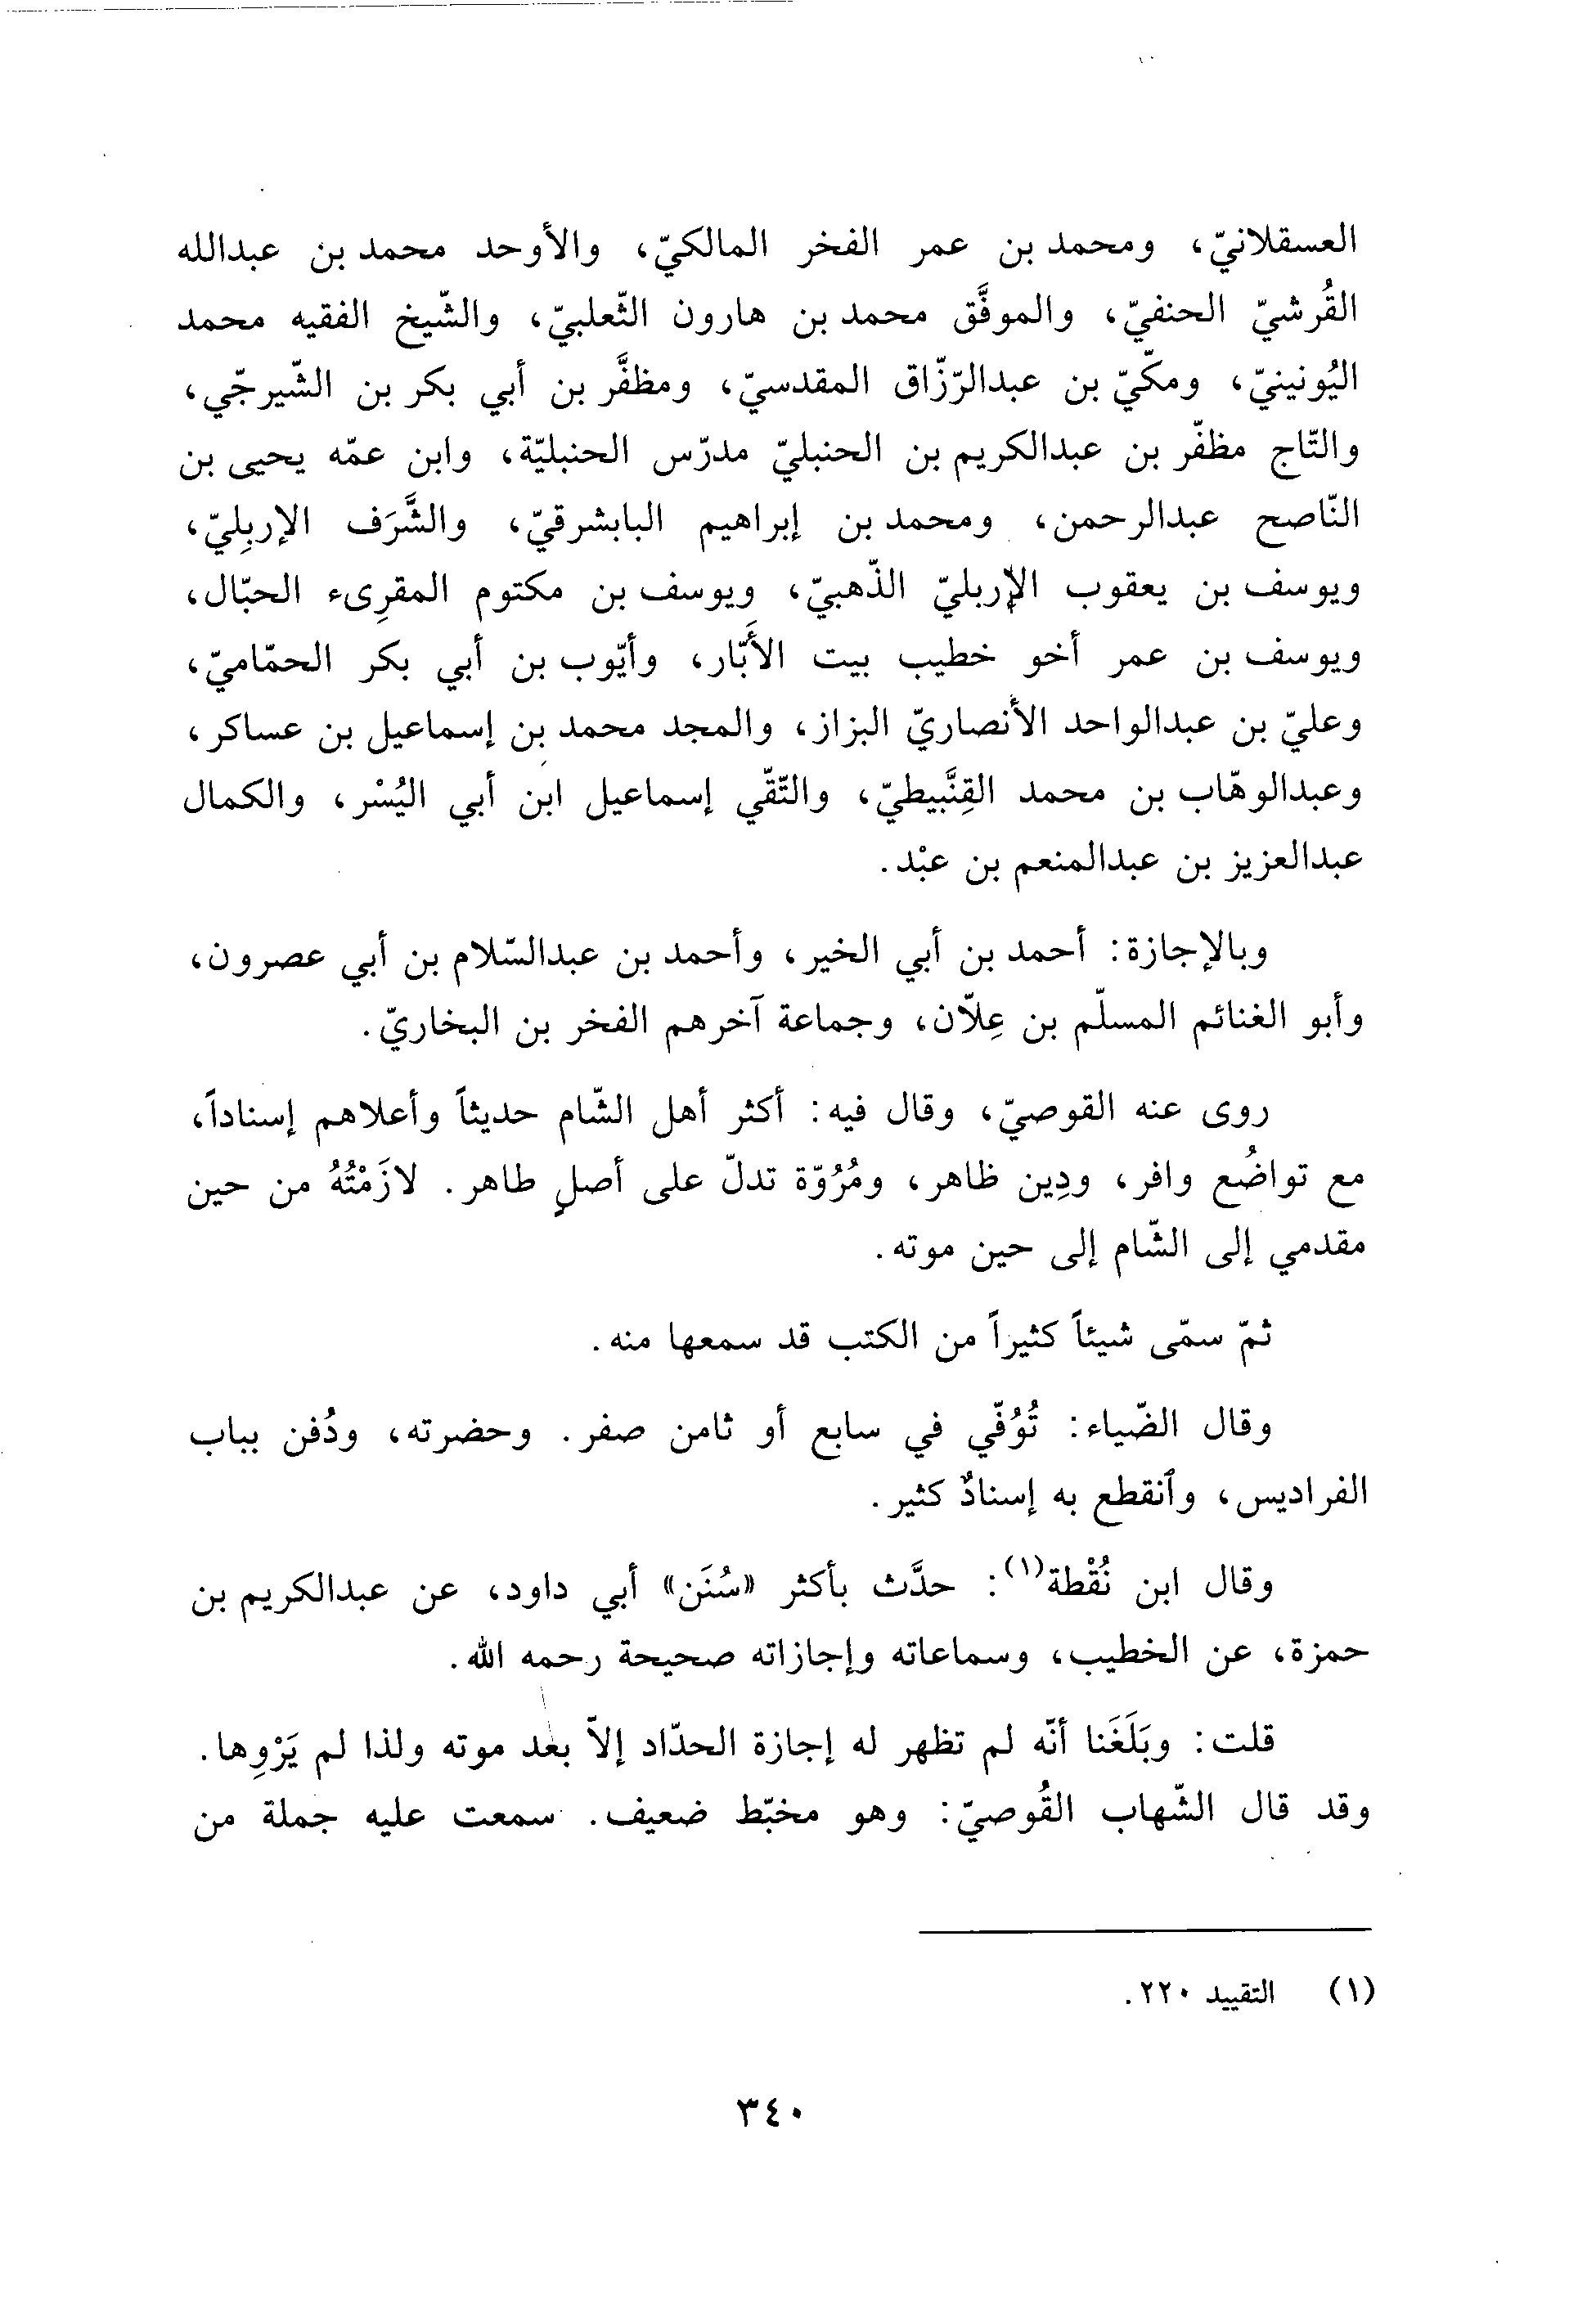 العسقلانيّ، ومحمد بن عمر الفخر المالكيّ، والأوحد محمد بن عبدالله
القُرشيّ الحنفيّ، والموفَّق محمد بن هارون الثّعلبيّ، والشّيخ الفقيه محمد
اليُونينيّ، ومكّيّ بن عبدالرّزّاق المقدسيّ، ومظفَّر بن أبي بكر بن الشّيرجّي،
والتّاج مظفّر بن عبدالكريم بن الحنبليّ مدرّس الحنبليّة، وابن عمّه يحيى بن
النّاصح عبدالرحمن، ومحمد بن إبراهيم البابشرقيّ، والشَّرَف الإربِليّ،
ويوسف بن يعقوب الإربليّ الذّهبيّ، ويوسف بن مكتوم المقرِىء الحبّال،
ويوسف بن عمر أخو خطيب بيت الأَبّار، وأيّوب بن أبي بكر الحمّاميّ،
وعليّ بن عبدالواحد الأنصاريّ البزاز، والمجد محمد بن إسماعيل بن عساكر،
وعبدالوهّاب بن محمد القِنَّبيطيّ، والتّقّي إسماعيل ابن أبي اليُسْر، والكمال
عبدالعزيز بن عبدالمنعم بن عبْد.
وبالإجازة: أحمد بن أبي الخير، وأحمد بن عبدالسّلام بن أبي عصرون،
وأبو الغنائم المسلّم بن عِلاّن، وجماعة آخرهم الفخر بن البخاريّ.
روى عنه القوصيّ، وقال فيه: أكثر أهل الشّام حديثاً وأعلاهم إسناداً،
مع تواضُع وافر، ودِين ظاهر، ومُرُوّة تدلّ على أصلٍ طاهر. لازَمْتُهُ من حين
مقدمي إلى الشّام إلى حين موته.
ثمّ سمّى شيئاً كثيراً من الكتب قد سمعها منه.
وقال الضّياء: تُوُفّي في سابع أو ثامن صفر. وحضرته، ودُفن بباب
الفراديس، وٱنقطع به إسنادٌ كثير.
وقال ابن نُقْطة(١): حدَّث بأكثر «سُنَن» أبي داود، عن عبدالكريم بن
حمزة، عن الخطيب، وسماعاته وإجازاته صحيحة رحمه الله.
قلت: وبَلَغَنا أنّه لم تظهر له إجازة الحدّاد إلاّ بعد موته ولذا لم يَرْوِها.
وقد قال الشّهاب القُوصيّ: وهو مخبّط ضعيف. سمعت عليه جملة من
(١) التقييد ٢٢٠.
٣٤٠